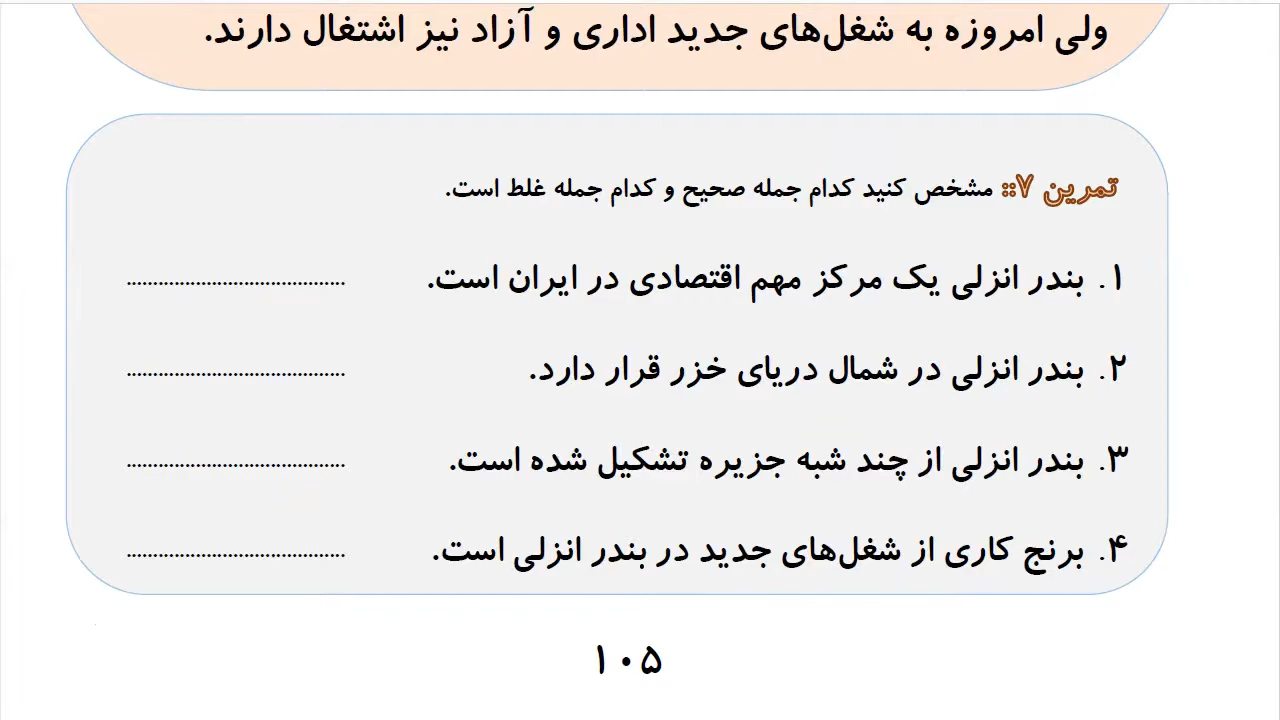 ولی امروزه به شغل‌های جدید اداری و آزاد نیز اشتغال دارند.
تمرین ۷:: مشخص کنید کدام جمله صحیح و کدام جمله غلط است.
۱. بندر انزلی یک مرکز مهم اقتصادی در ایران است. ..........................................
۲. بندر انزلی در شمال دریای خزر قرار دارد. ..........................................
۳. بندر انزلی از چند شبه جزیره تشکیل شده است. ..........................................
۴. برنج کاری از شغل‌های جدید در بندر انزلی است. ..........................................
۱۰۵